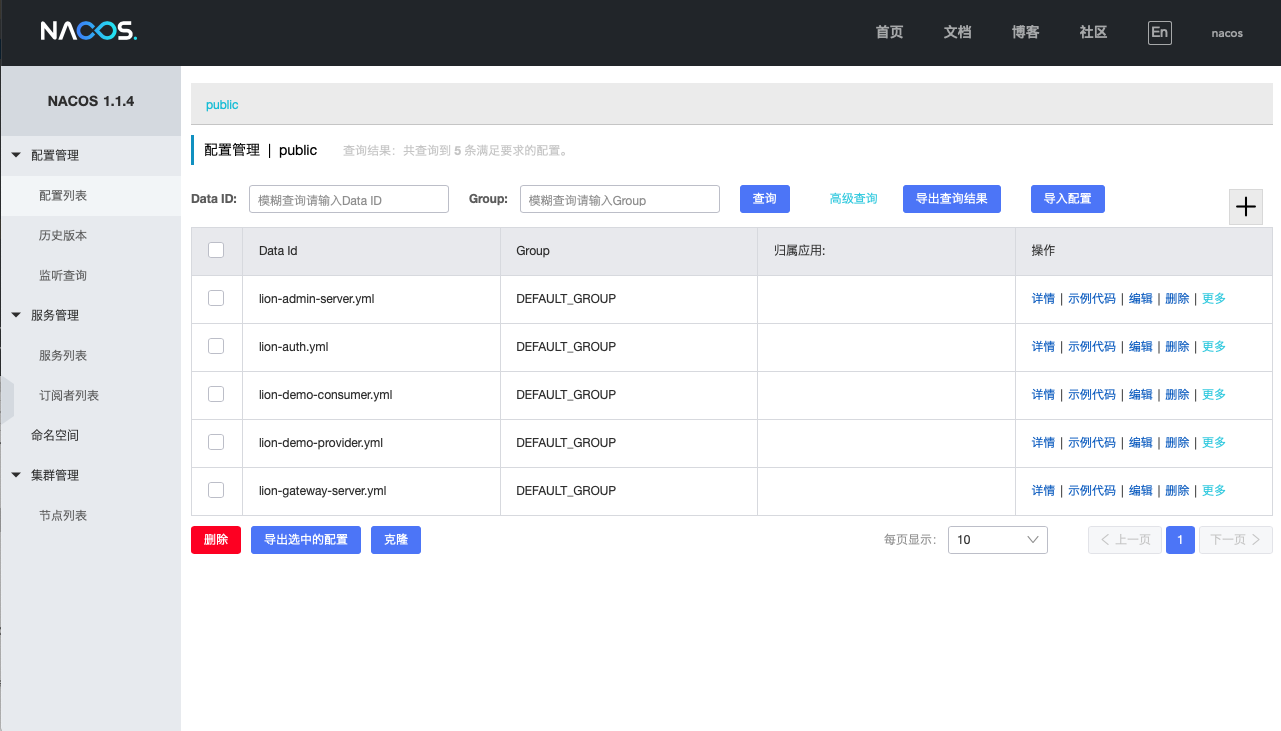 NACOS.
首页 文档 博客 社区 En nacos
NACOS 1.1.4
配置管理
配置列表
历史版本
监听查询
服务管理
服务列表
订阅者列表
命名空间
集群管理
节点列表
public
配置管理 | public 查询结果：共查询到 5 条满足要求的配置。
Data ID: 模糊查询请输入Data ID Group: 模糊查询请输入Group 查询 高级查询 导出查询结果 导入配置
Data Id Group 归属应用: 操作
lion-admin-server.yml DEFAULT_GROUP 详情 | 示例代码 | 编辑 | 删除 | 更多
lion-auth.yml DEFAULT_GROUP 详情 | 示例代码 | 编辑 | 删除 | 更多
lion-demo-consumer.yml DEFAULT_GROUP 详情 | 示例代码 | 编辑 | 删除 | 更多
lion-demo-provider.yml DEFAULT_GROUP 详情 | 示例代码 | 编辑 | 删除 | 更多
lion-gateway-server.yml DEFAULT_GROUP 详情 | 示例代码 | 编辑 | 删除 | 更多
删除 导出选中的配置 克隆 每页显示: 10 上一页 1 下一页